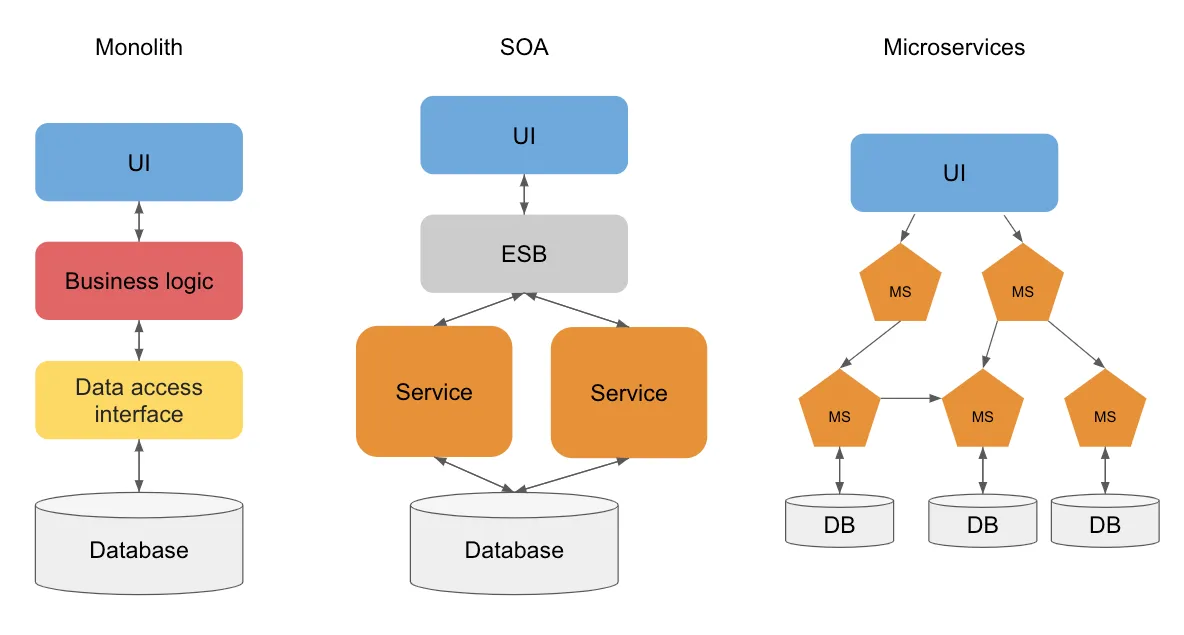 Monolith
UI
Business logic
Data access
interface
Database
SOA
UI
ESB
Service
Service
Database
Microservices
UI
MS
MS
MS
MS
MS
DB
DB
DB